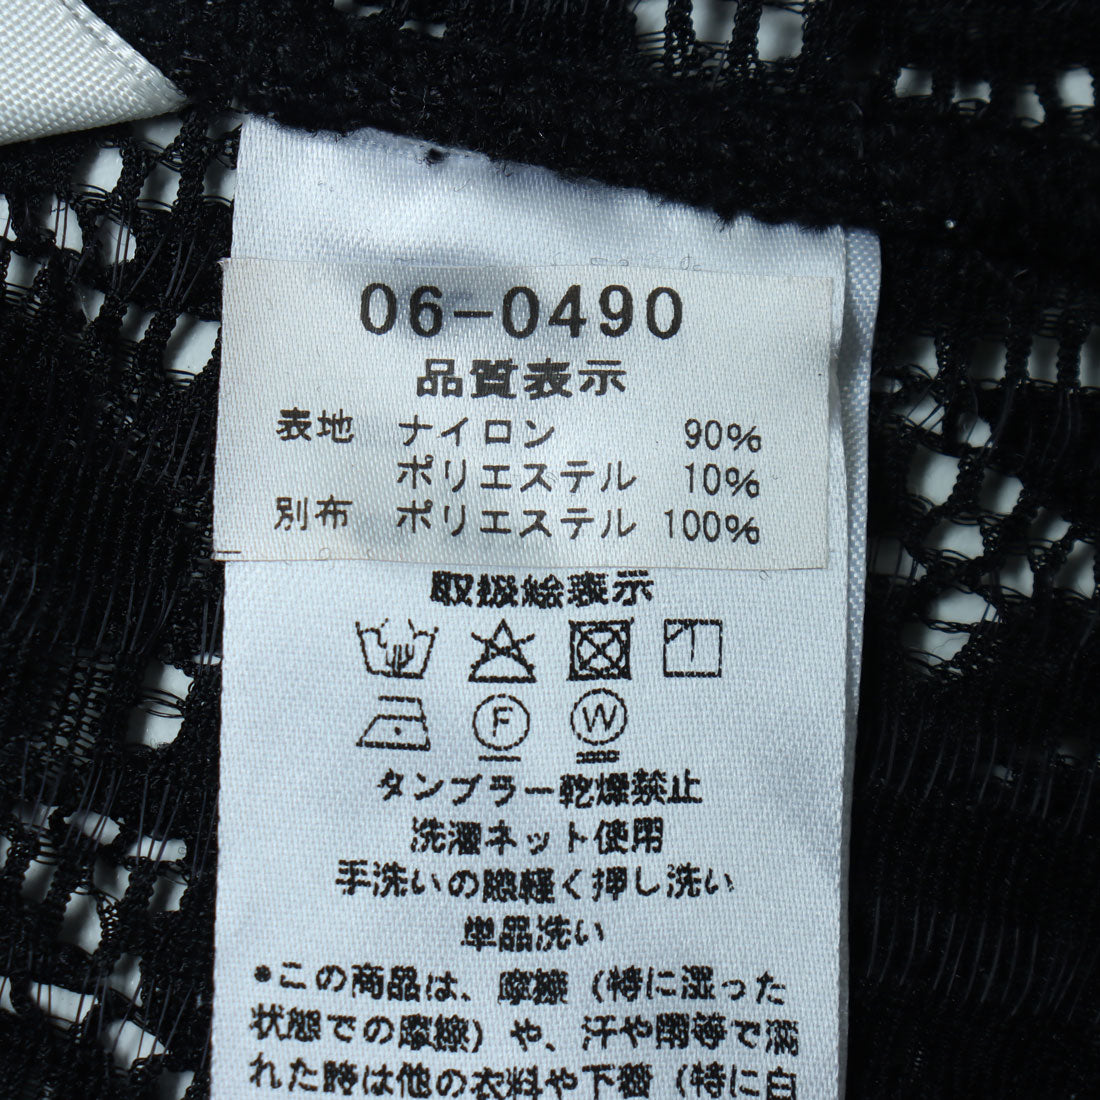 06-0490
品質表示
表地 ナイロン 90%
ポリエステル 10%
別布 ポリエステル 100%
取扱絵表示
F W
タンブラー乾燥禁止
洗濯ネット使用
手洗いの際軽く押し洗い
単品洗い
•この商品は、摩擦(特に湿った
状態での摩擦)や、汗や雨等で濡
れた時は他の衣料や下着(特に白